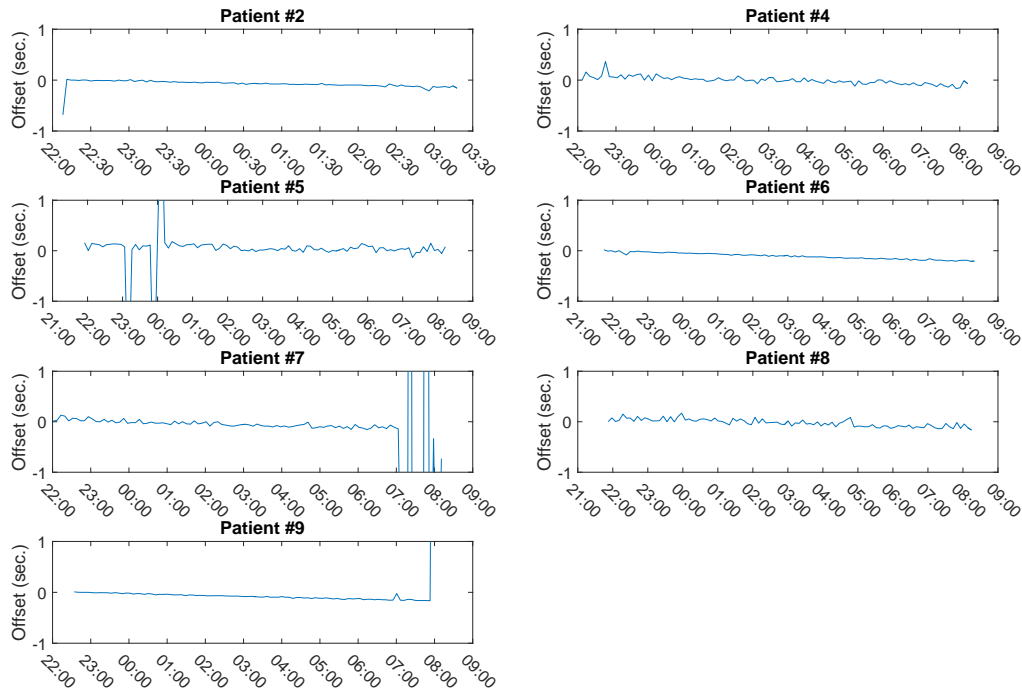 Patient #2
Offset (sec.)
1
0
-1
22:00 22:30 23:00 23:30 00:00 00:30 01:00 01:30 02:00 02:30 03:00 03:30
Patient #4
Offset (sec.)
1
0
-1
22:00 23:00 00:00 01:00 02:00 03:00 04:00 05:00 06:00 07:00 08:00 09:00
Patient #5
Offset (sec.)
1
0
-1
21:00 22:00 23:00 00:00 01:00 02:00 03:00 04:00 05:00 06:00 07:00 08:00 09:00
Patient #6
Offset (sec.)
1
0
-1
21:00 22:00 23:00 00:00 01:00 02:00 03:00 04:00 05:00 06:00 07:00 08:00 09:00
Patient #7
Offset (sec.)
1
0
-1
22:00 23:00 00:00 01:00 02:00 03:00 04:00 05:00 06:00 07:00 08:00 09:00
Patient #8
Offset (sec.)
1
0
-1
21:00 22:00 23:00 00:00 01:00 02:00 03:00 04:00 05:00 06:00 07:00 08:00 09:00
Patient #9
Offset (sec.)
1
0
-1
22:00 23:00 00:00 01:00 02:00 03:00 04:00 05:00 06:00 07:00 08:00 09:00